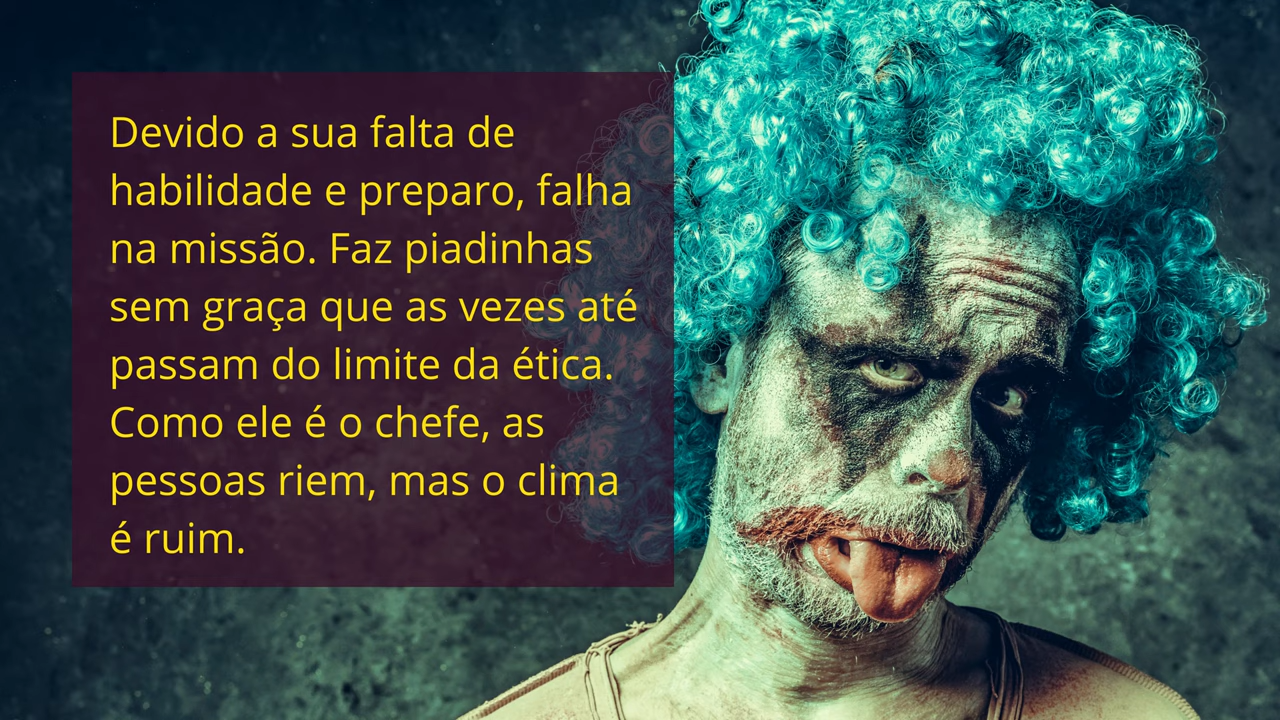 Devido a sua falta de
habilidade e preparo, falha
na missão. Faz piadinhas
sem graça que as vezes até
passam do limite da ética.
Como ele é o chefe, as
pessoas riem, mas o clima
é ruim.